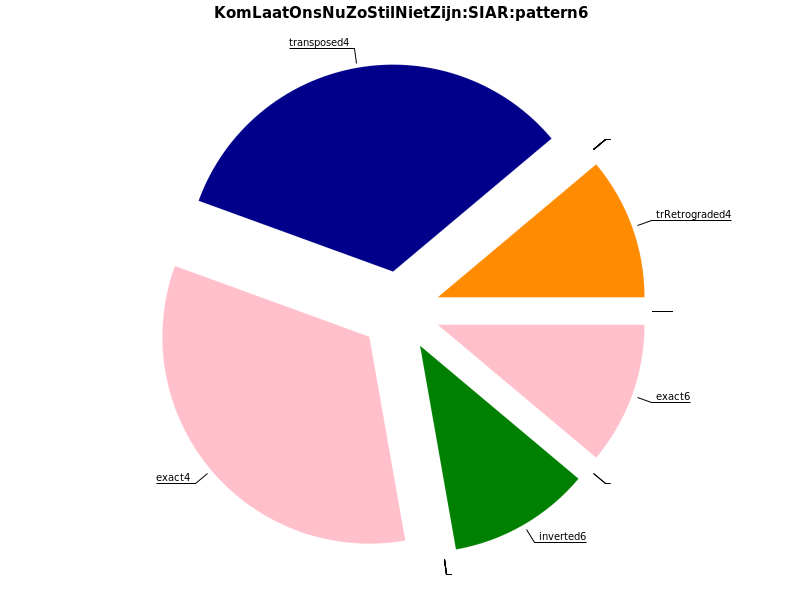 KomLaatOnsNuZoStilNietZijn:SIAR:pattern6
transposed4
trRetrograded4
exact6
exact4
inverted6